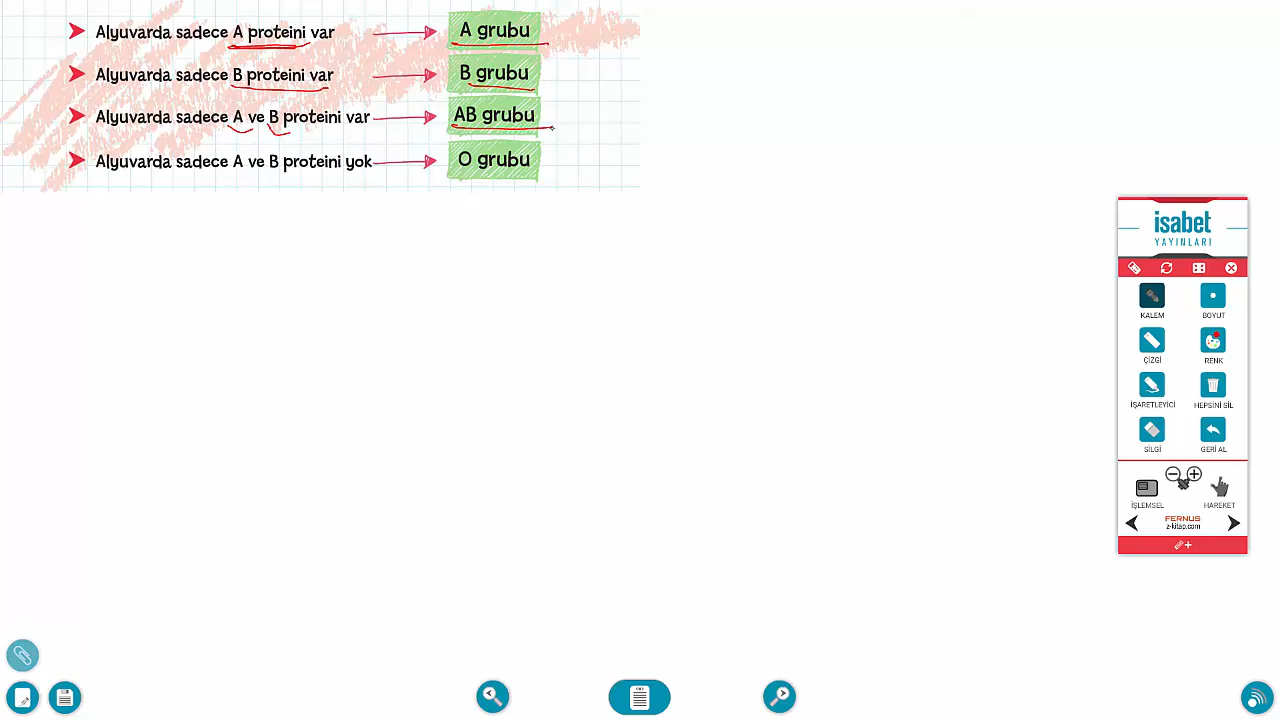 Alyuvarda sadece A proteini var A grubu
Alyuvarda sadece B proteini var B grubu
Alyuvarda sadece A ve B proteini var AB grubu
Alyuvarda sadece A ve B proteini yok O grubu
isabet
YAYINLARI
KALEM BOYUT
ÇİZGİ RENK
İŞARETLEYİCİ HEPSİNİ SİL
SİLGİ GERİ AL
İŞLEMSEL HAREKET
FERNUS
z-kitap.com